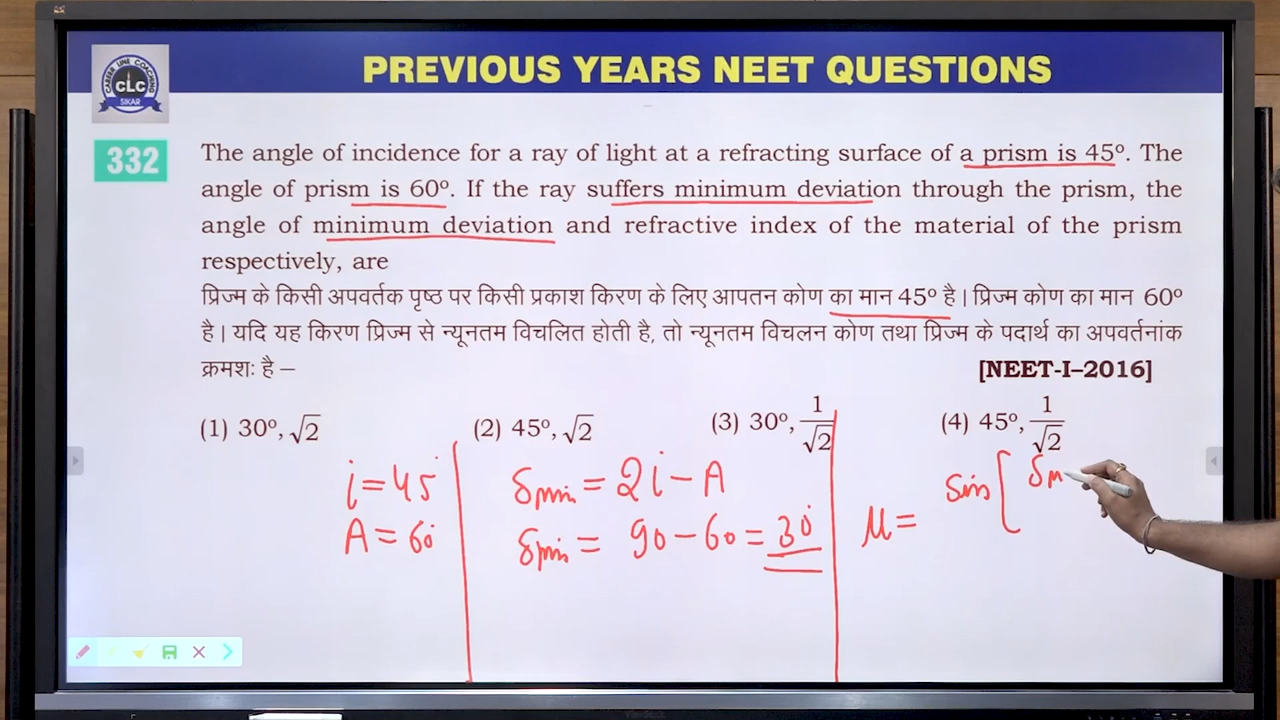 PREVIOUS YEARS NEET QUESTIONS
CAREER LINE COACHING
CLC
SIKAR
332
The angle of incidence for a ray of light at a refracting surface of a prism is 45°. The
angle of prism is 60°. If the ray suffers minimum deviation through the prism, the
angle of minimum deviation and refractive index of the material of the prism
respectively, are
प्रिज्म के किसी अपवर्तक पृष्ठ पर किसी प्रकाश किरण के लिए आपतन कोण का मान 45° है। प्रिज्म कोण का मान 60°
है। यदि यह किरण प्रिज्म से न्यूनतम विचलित होती है, तो न्यूनतम विचलन कोण तथा प्रिज्म के पदार्थ का अपवर्तनांक
क्रमशः है –
[NEET-I–2016]
(1) 30°, √2 (2) 45°, √2 (3) 30°, 1/√2 (4) 45°, 1/√2
i = 45°
A = 60°
δmin = 2i – A
δmin = 90 – 60 = 30°
μ = sin [ δm